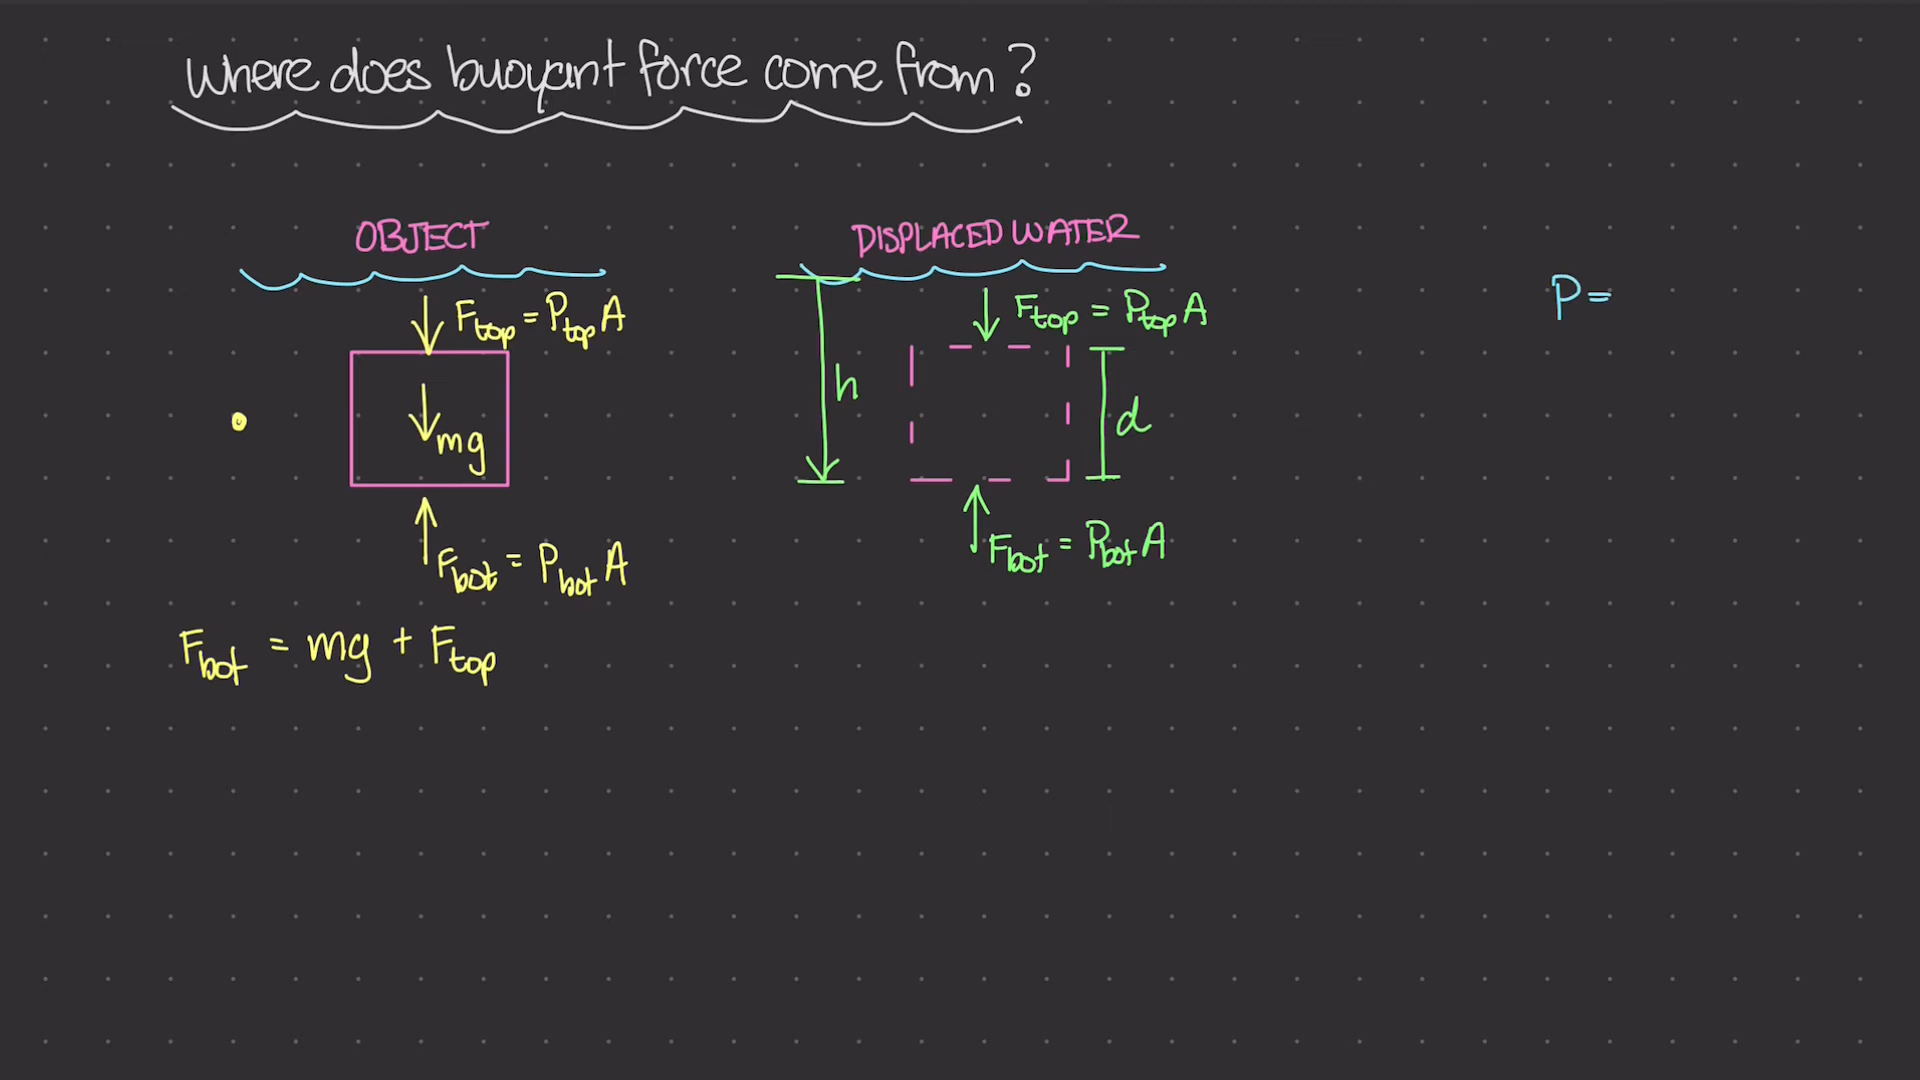 Where does buoyant force come from?
OBJECT
F_top = P_top A
mg
F_bot = P_bot A
F_bot = mg + F_top
DISPLACED WATER
F_top = P_top A
h
d
F_bot = P_bot A
P=